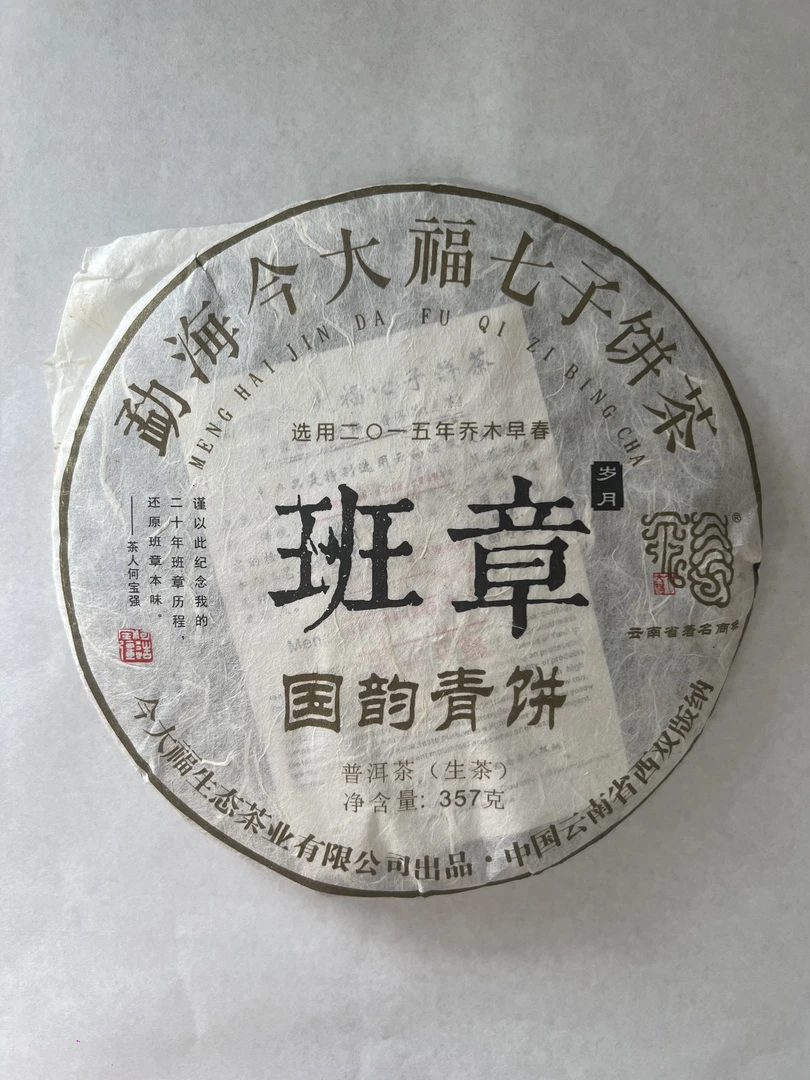 勐海今大福七子饼茶
MENG HAI JIN DA FU QI ZI BING CHA
选用二〇一五年乔木早春
岁月
班章
国韵青饼
普洱茶（生茶）
净含量：357克
谨以此纪念我的
二十年班章历程，
还原班章本味。
——茶人何宝强
®
云南省著名商
今大福生态茶业有限公司出品·中国云南省西双版纳